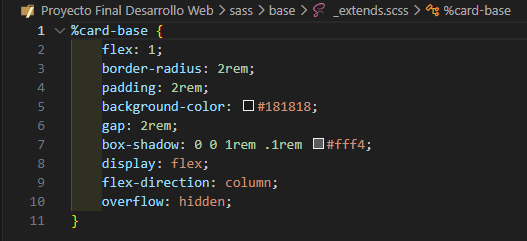 Proyecto Final Desarrollo Web > sass > base > _extends.scss > %card-base
1 %card-base {
2 flex: 1;
3 border-radius: 2rem;
4 padding: 2rem;
5 background-color: #181818;
6 gap: 2rem;
7 box-shadow: 0 0 1rem .1rem #fff4;
8 display: flex;
9 flex-direction: column;
10 overflow: hidden;
11 }